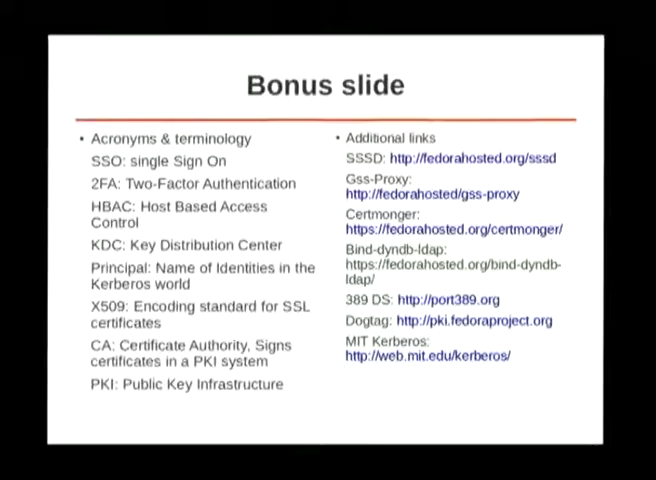 Bonus slide
• Acronyms & terminology
SSO: single Sign On
2FA: Two-Factor Authentication
HBAC: Host Based Access
Control
KDC: Key Distribution Center
Principal: Name of Identities in the
Kerberos world
X509: Encoding standard for SSL
certificates
CA: Certificate Authority, Signs
certificates in a PKI system
PKI: Public Key Infrastructure
• Additional links
SSSD: http://fedorahosted.org/sssd
Gss-Proxy:
http://fedorahosted/gss-proxy
Certmonger:
https://fedorahosted.org/certmonger/
Bind-dyndb-ldap:
https://fedorahosted.org/bind-dyndb-
ldap/
389 DS: http://port389.org
Dogtag: http://pki.fedoraproject.org
MIT Kerberos:
http://web.mit.edu/kerberos/